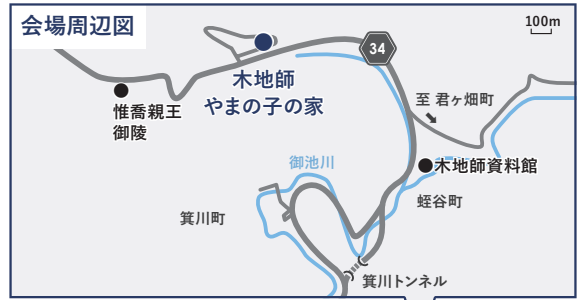 会場周辺図
100m
34
木地師
やまの子の家
惟喬親王
御陵
至 君ヶ畑町
木地師資料館
御池川
蛭谷町
箕川町
箕川トンネル